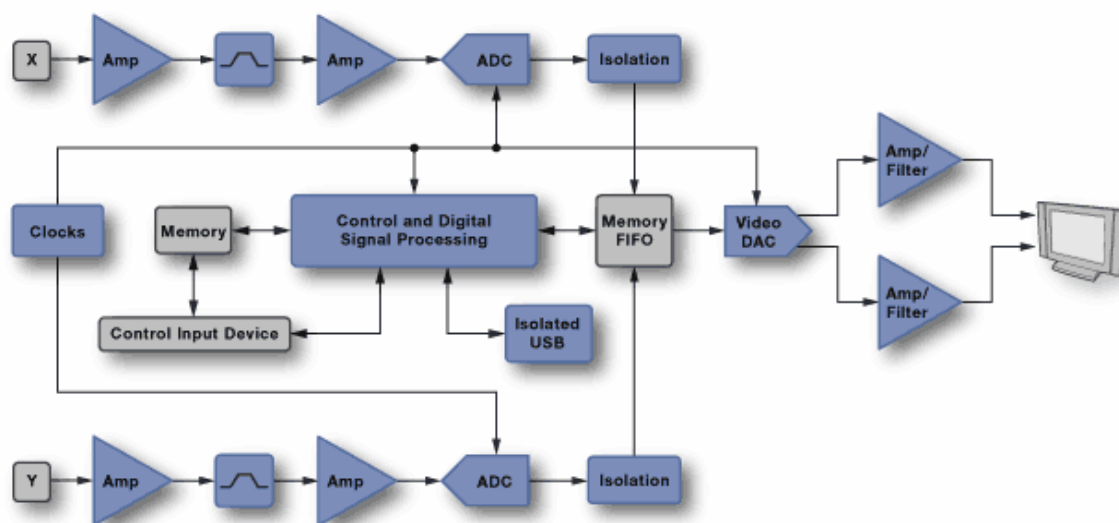 X
Amp
Amp
ADC
Isolation
Amp/
Filter
Clocks
Memory
Control and Digital
Signal Processing
Memory
FIFO
Video
DAC
Amp/
Filter
Control Input Device
Isolated
USB
Y
Amp
Amp
ADC
Isolation